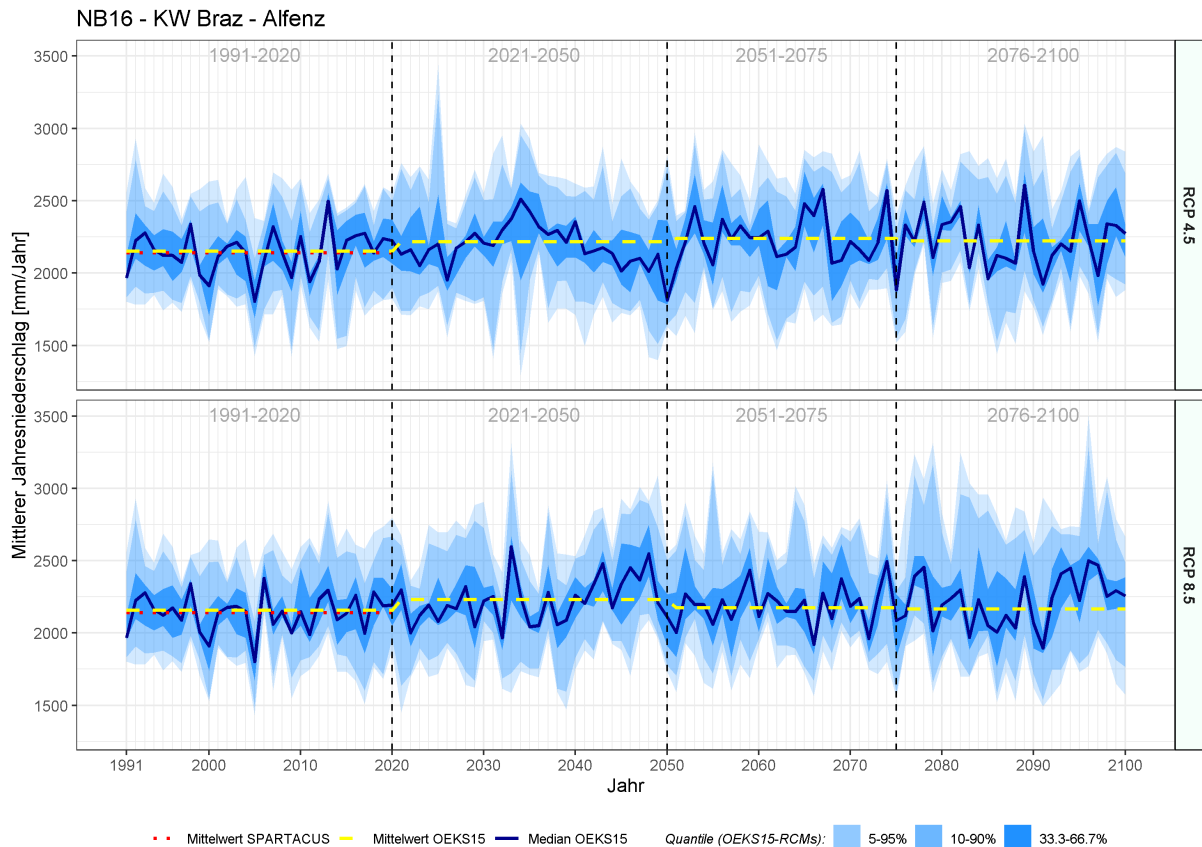 NB16 - KW Braz - Alfenz
Mittlerer Jahresniederschlag [mm/Jahr]
1991-2020 2021-2050 2051-2075 2076-2100
3500
3000
2500
2000
1500
RCP 4.5
1991-2020 2021-2050 2051-2075 2076-2100
3500
3000
2500
2000
1500
RCP 8.5
1991 2000 2010 2020 2030 2040 2050 2060 2070 2080 2090 2100
Jahr
Mittelwert SPARTACUS Mittelwert OEKS15 Median OEKS15 Quantile (OEKS15-RCMs): 5-95% 10-90% 33.3-66.7%